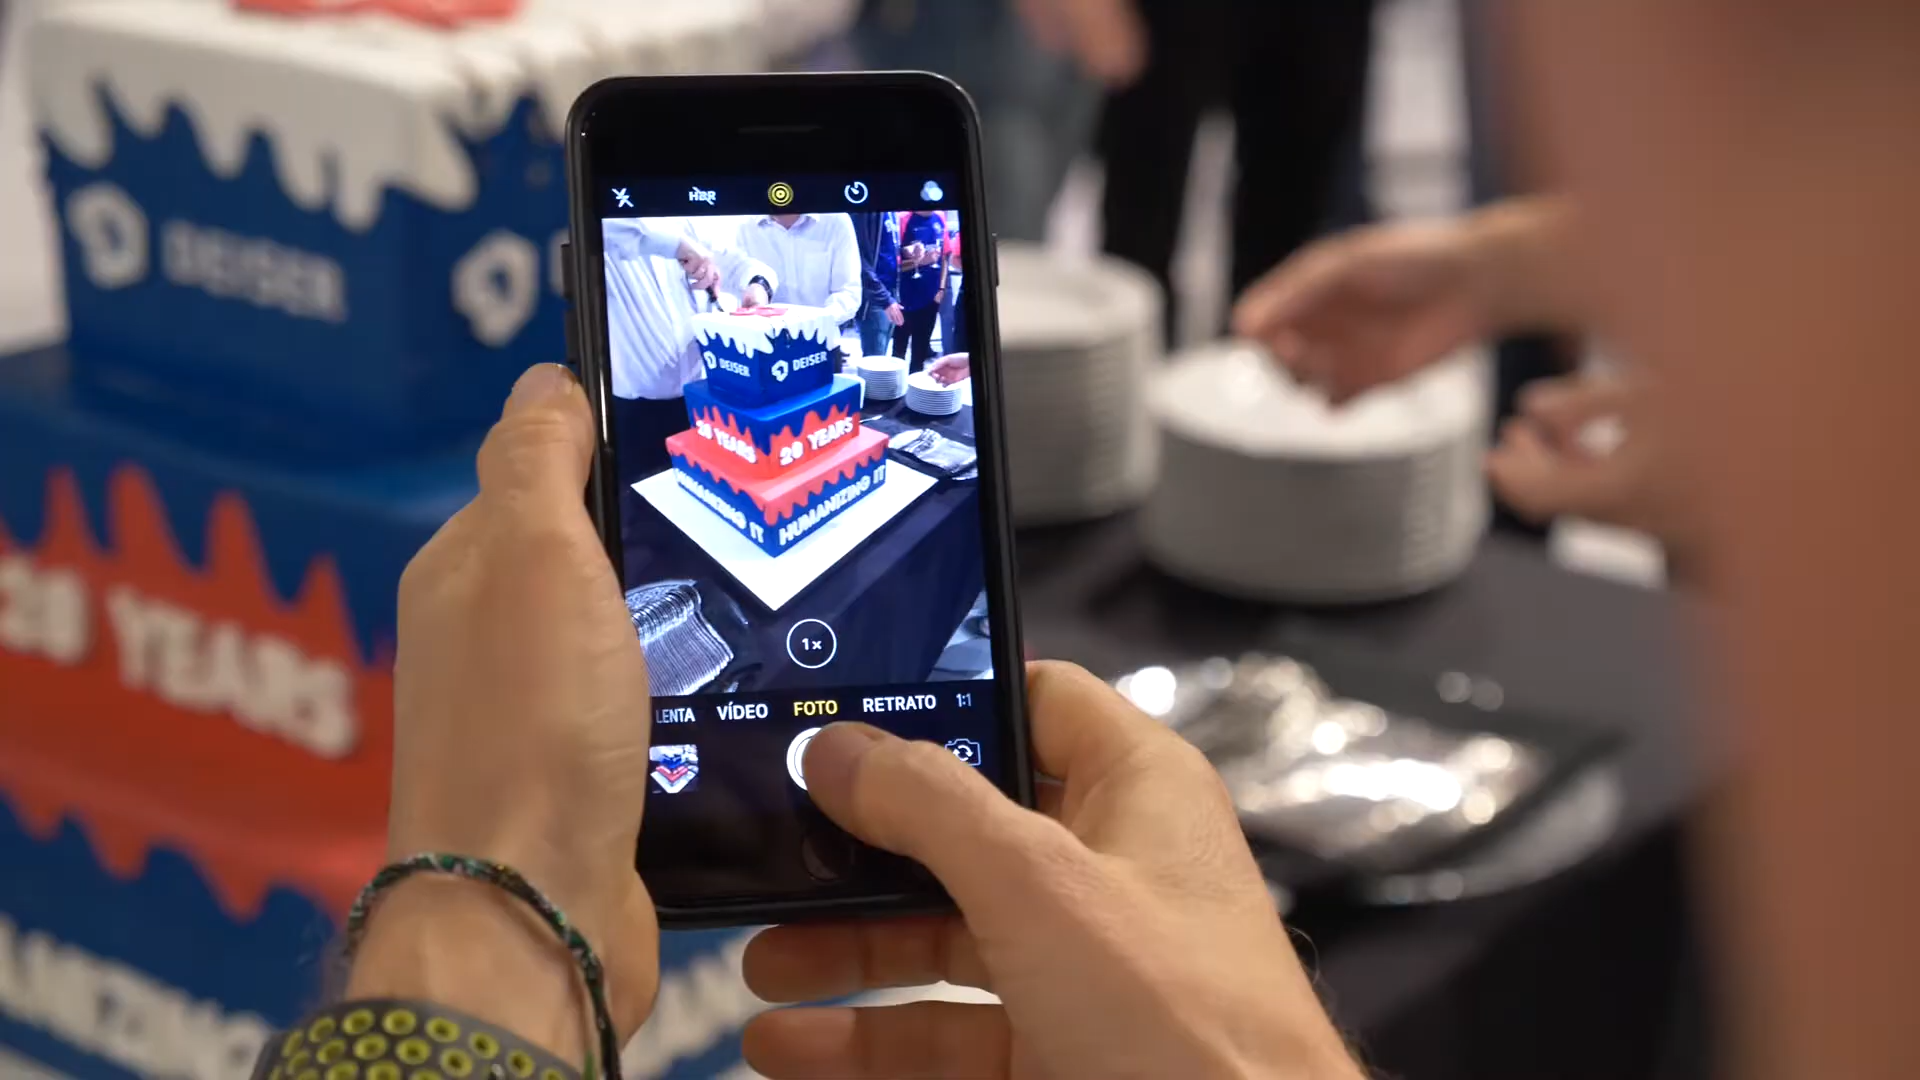 DEISER
20 YEARS
HDR
DEISER
DEISER
20 YEARS
20 YEARS
HUMANIZING IT
HUMANIZING IT
1x
LENTA
VÍDEO
FOTO
RETRATO
1:1